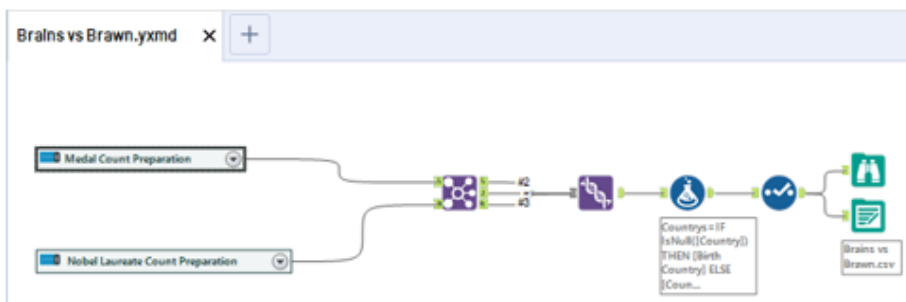 Brains vs Brawn.yxmd
Medal Count Preparation
#2
#3
Nobel Laureate Count Preparation
Countrys=IF
IsNull([Country])
THEN [Birth
Country] ELSE
[Coun...
Brains vs
Brawn.csv